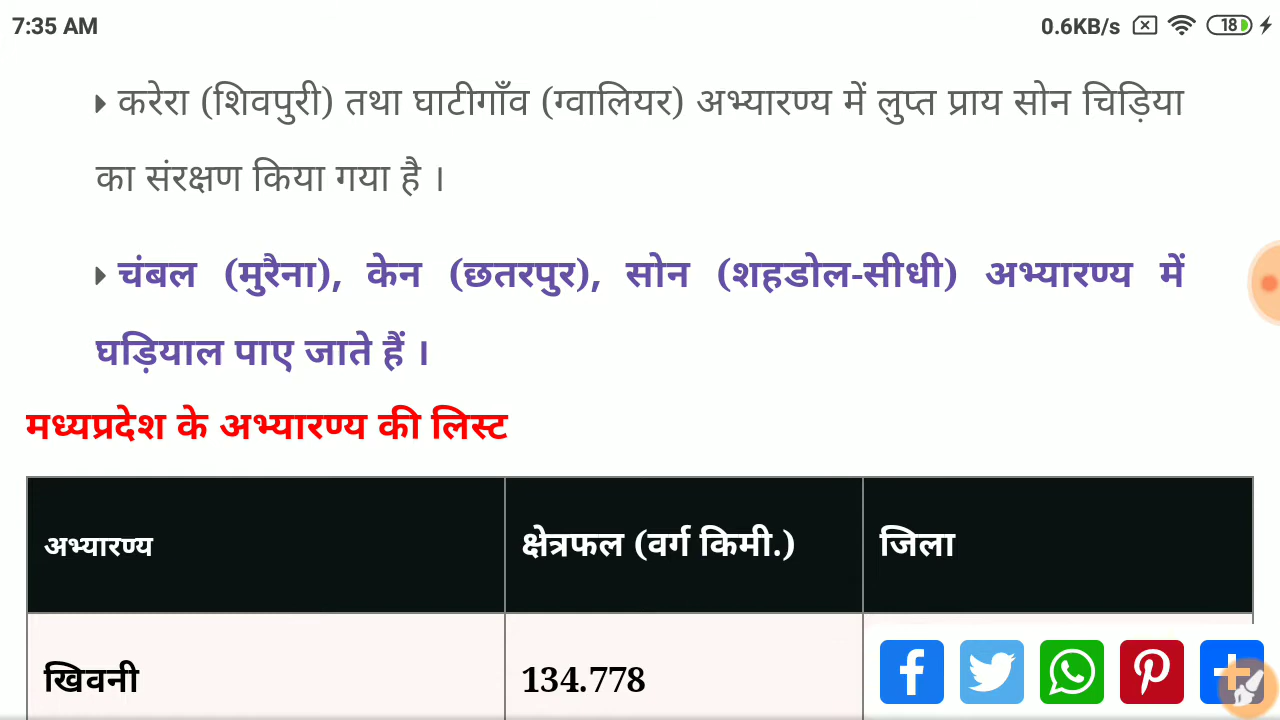 7:35 AM 0.6KB/s 18
करेरा (शिवपुरी) तथा घाटीगाँव (ग्वालियर) अभ्यारण्य में लुप्त प्राय सोन चिड़िया
का संरक्षण किया गया है ।
चंबल (मुरैना), केन (छतरपुर), सोन (शहडोल-सीधी) अभ्यारण्य में
घड़ियाल पाए जाते हैं ।
मध्यप्रदेश के अभ्यारण्य की लिस्ट
अभ्यारण्य क्षेत्रफल (वर्ग किमी.) जिला
खिवनी 134.778